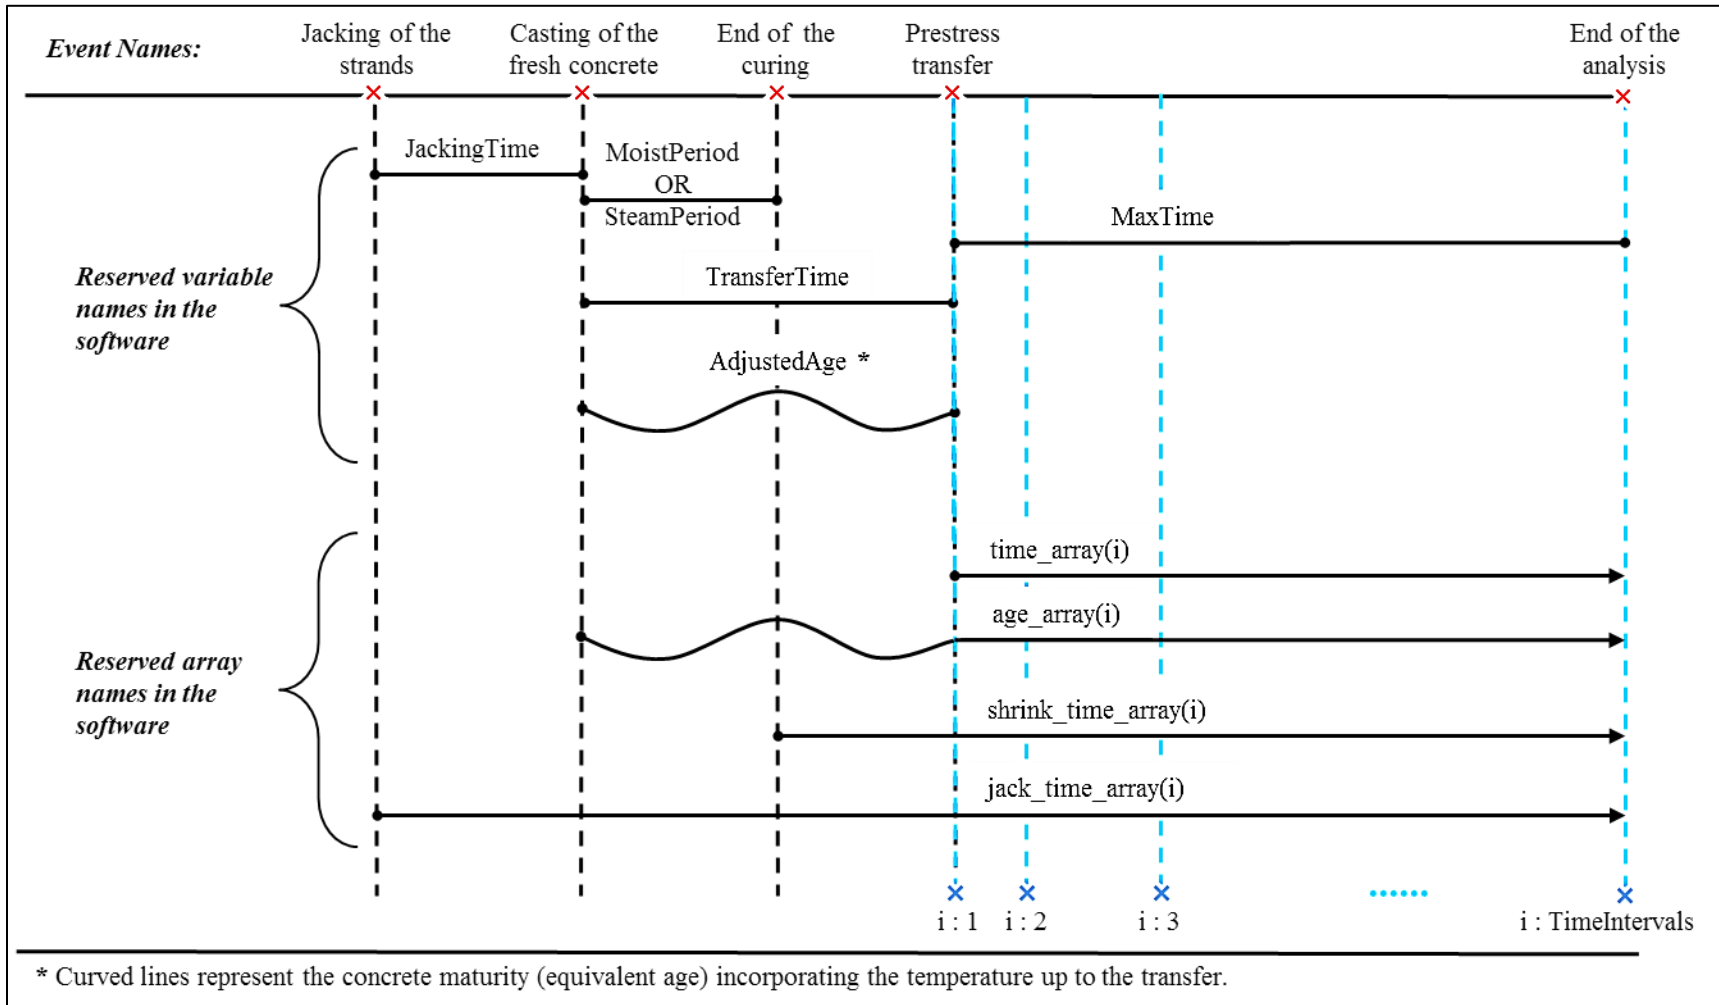 Event Names:
Jacking of the
strands
Casting of the
fresh concrete
End of the
curing
Prestress
transfer
End of the
analysis
JackingTime
MoistPeriod
OR
SteamPeriod
MaxTime
TransferTime
AdjustedAge *
Reserved variable
names in the
software
time_array(i)
age_array(i)
shrink_time_array(i)
jack_time_array(i)
Reserved array
names in the
software
i : 1
i : 2
i : 3
i : TimeIntervals
* Curved lines represent the concrete maturity (equivalent age) incorporating the temperature up to the transfer.